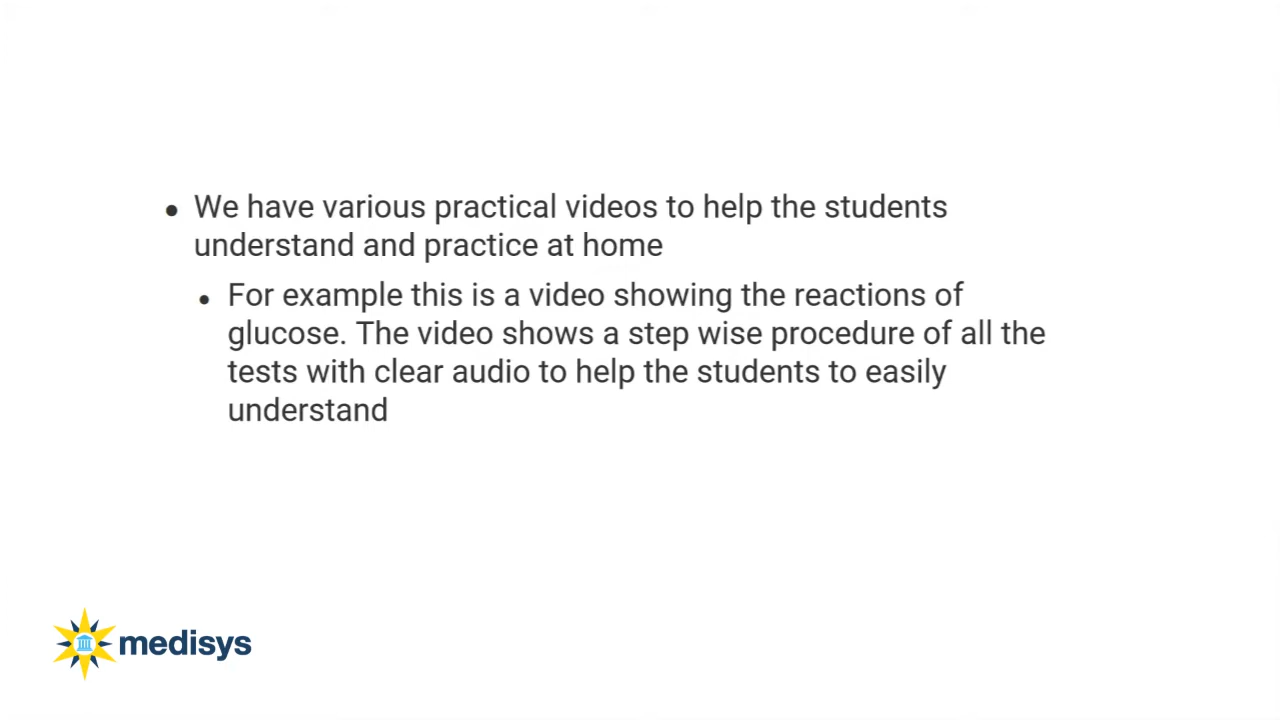 • We have various practical videos to help the students
understand and practice at home
• For example this is a video showing the reactions of
glucose. The video shows a step wise procedure of all the
tests with clear audio to help the students to easily
understand
medisys